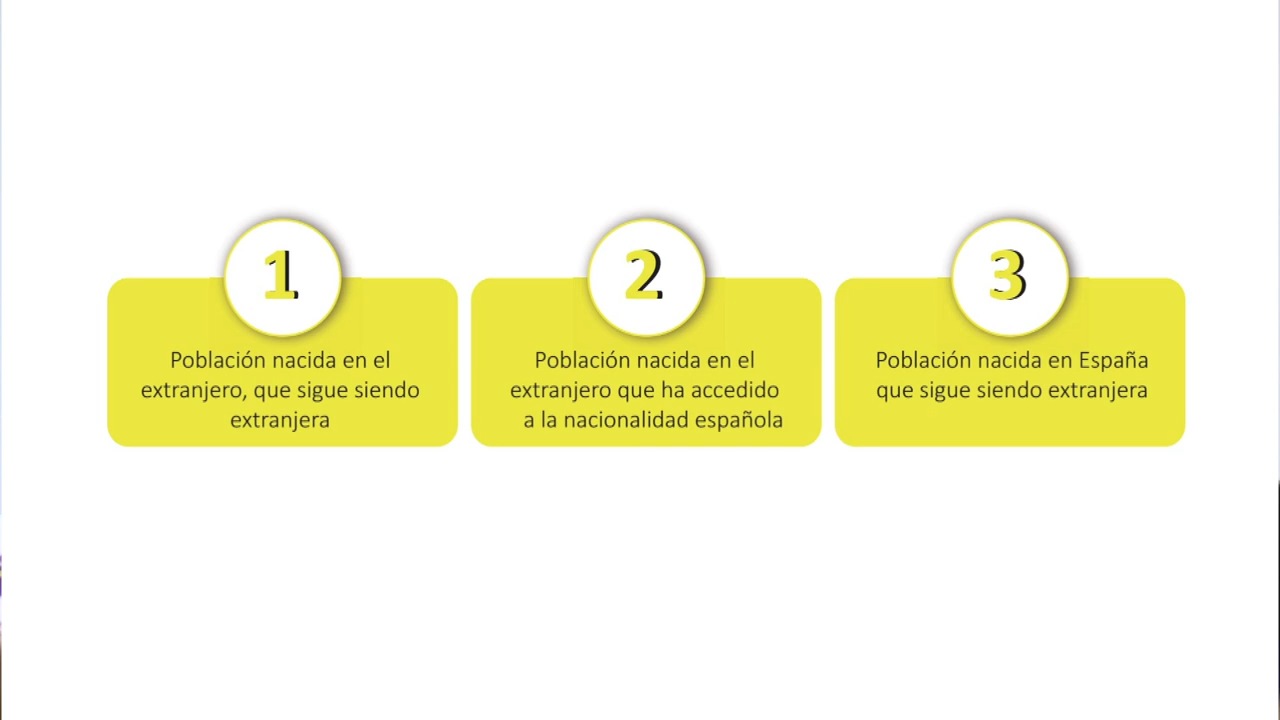 1
Población nacida en el
extranjero, que sigue siendo
extranjera
2
Población nacida en el
extranjero que ha accedido
a la nacionalidad española
3
Población nacida en España
que sigue siendo extranjera